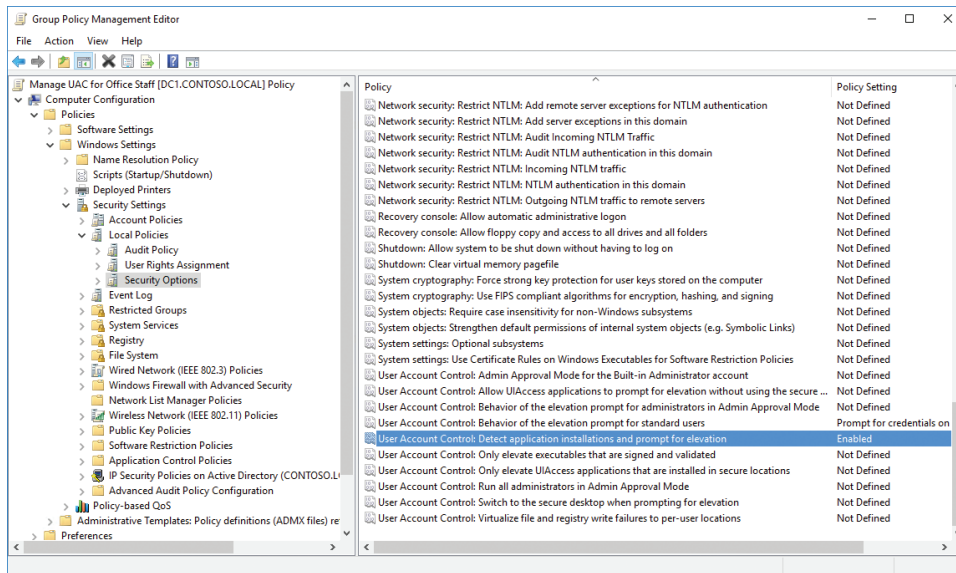 Group Policy Management Editor
File Action View Help
Manage UAC for Office Staff [DC1.CONTOSO.LOCAL] Policy
Computer Configuration
Policies
Software Settings
Windows Settings
Name Resolution Policy
Scripts (Startup/Shutdown)
Deployed Printers
Security Settings
Account Policies
Local Policies
Audit Policy
User Rights Assignment
Security Options
Event Log
Restricted Groups
System Services
Registry
File System
Wired Network (IEEE 802.3) Policies
Windows Firewall with Advanced Security
Network List Manager Policies
Wireless Network (IEEE 802.11) Policies
Public Key Policies
Software Restriction Policies
Application Control Policies
IP Security Policies on Active Directory (CONTOSO.L
Advanced Audit Policy Configuration
Policy-based QoS
Administrative Templates: Policy definitions (ADMX files) re
Preferences
Policy Policy Setting
Network security: Restrict NTLM: Add remote server exceptions for NTLM authentication Not Defined
Network security: Restrict NTLM: Add server exceptions in this domain Not Defined
Network security: Restrict NTLM: Audit Incoming NTLM Traffic Not Defined
Network security: Restrict NTLM: Audit NTLM authentication in this domain Not Defined
Network security: Restrict NTLM: Incoming NTLM traffic Not Defined
Network security: Restrict NTLM: NTLM authentication in this domain Not Defined
Network security: Restrict NTLM: Outgoing NTLM traffic to remote servers Not Defined
Recovery console: Allow automatic administrative logon Not Defined
Recovery console: Allow floppy copy and access to all drives and all folders Not Defined
Shutdown: Allow system to be shut down without having to log on Not Defined
Shutdown: Clear virtual memory pagefile Not Defined
System cryptography: Force strong key protection for user keys stored on the computer Not Defined
System cryptography: Use FIPS compliant algorithms for encryption, hashing, and signing Not Defined
System objects: Require case insensitivity for non-Windows subsystems Not Defined
System objects: Strengthen default permissions of internal system objects (e.g. Symbolic Links) Not Defined
System settings: Optional subsystems Not Defined
System settings: Use Certificate Rules on Windows Executables for Software Restriction Policies Not Defined
User Account Control: Admin Approval Mode for the Built-in Administrator account Not Defined
User Account Control: Allow UIAccess applications to prompt for elevation without using the secure ... Not Defined
User Account Control: Behavior of the elevation prompt for administrators in Admin Approval Mode Not Defined
User Account Control: Behavior of the elevation prompt for standard users Prompt for credentials on
User Account Control: Detect application installations and prompt for elevation Enabled
User Account Control: Only elevate executables that are signed and validated Not Defined
User Account Control: Only elevate UIAccess applications that are installed in secure locations Not Defined
User Account Control: Run all administrators in Admin Approval Mode Not Defined
User Account Control: Switch to the secure desktop when prompting for elevation Not Defined
User Account Control: Virtualize file and registry write failures to per-user locations Not Defined